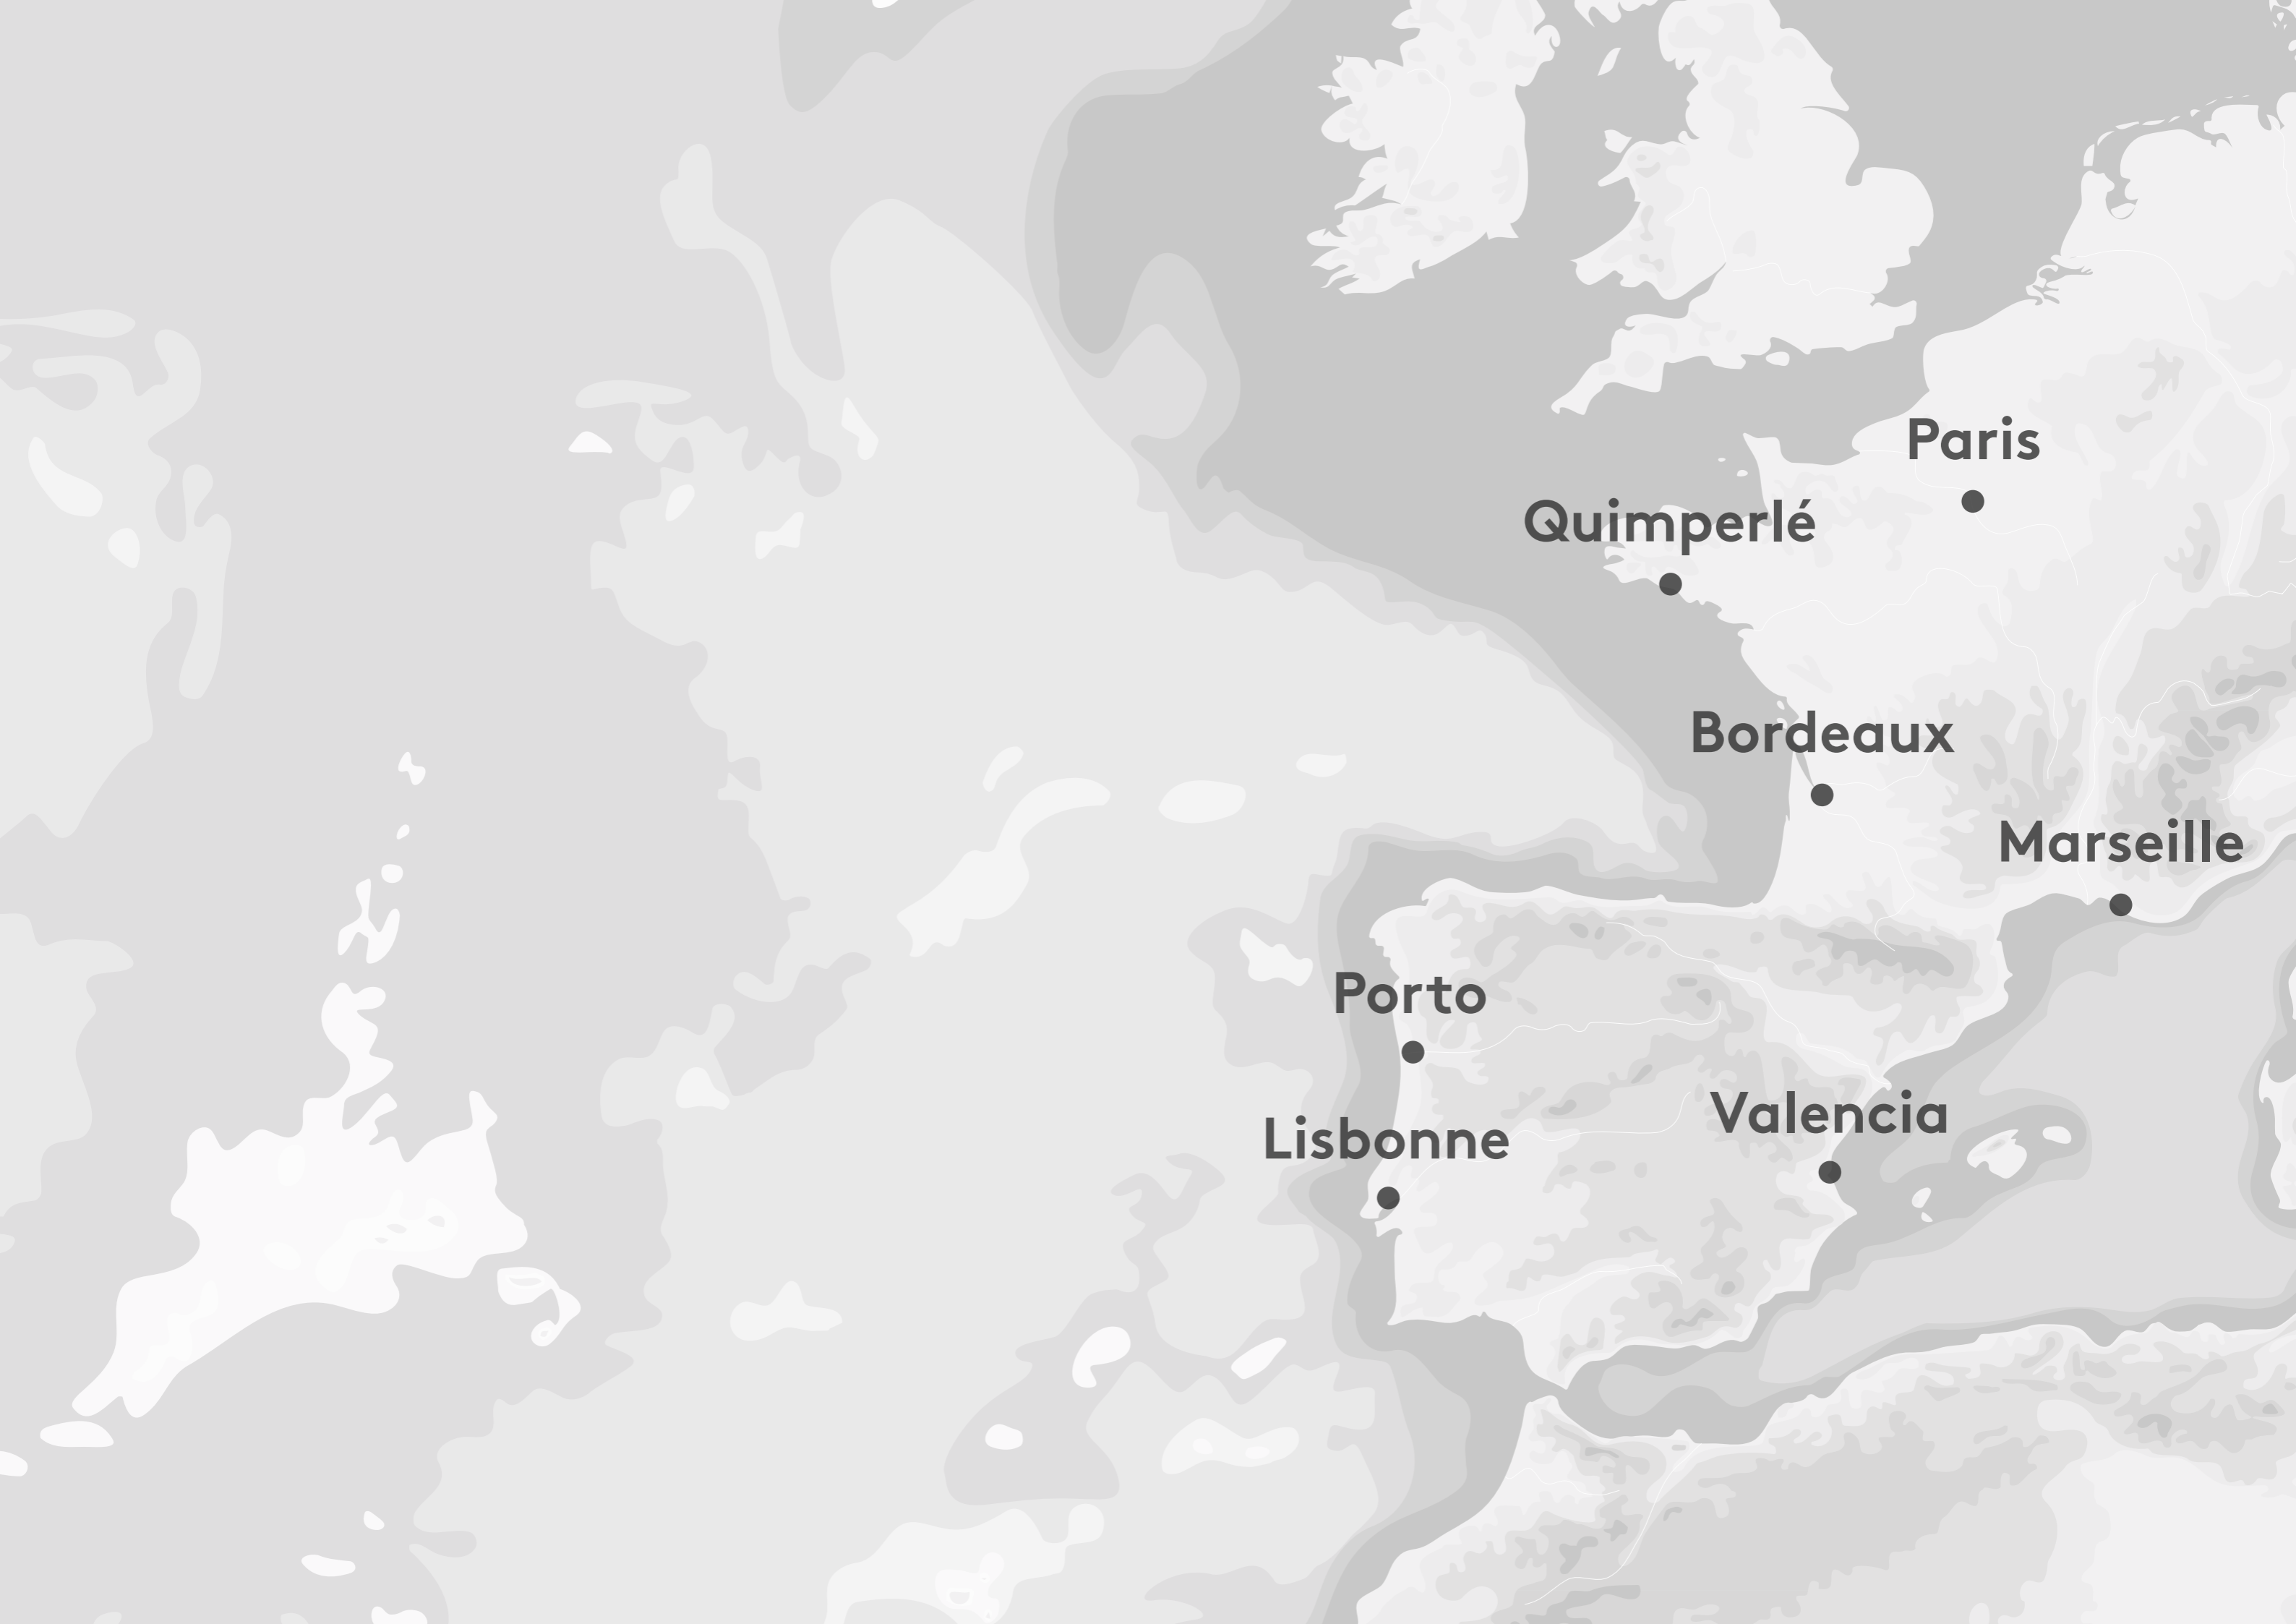 Paris
Quimperlé
Bordeaux
Marseille
Porto
Valencia
Lisbonne